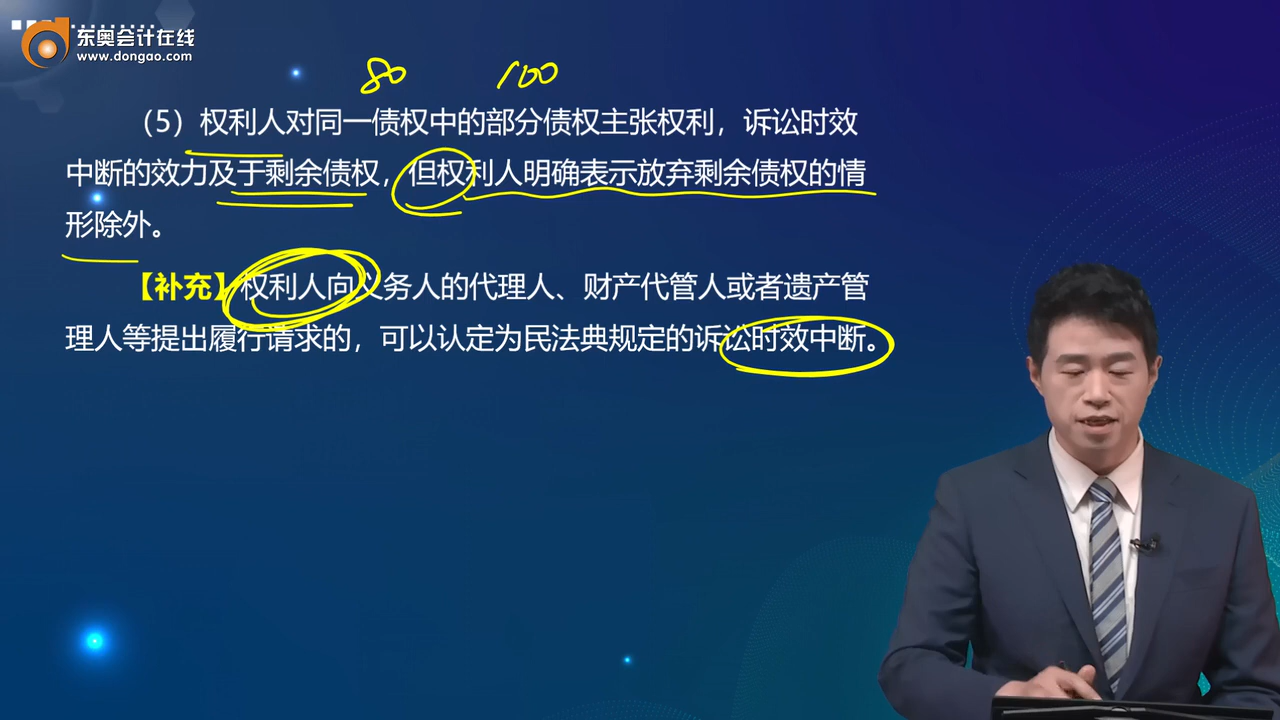 东奥会计在线
www.dongao.com
80 100
（5）权利人对同一债权中的部分债权主张权利，诉讼时效
中断的效力及于剩余债权，但权利人明确表示放弃剩余债权的情
形除外。
【补充】权利人向义务人的代理人、财产代管人或者遗产管
理人等提出履行请求的，可以认定为民法典规定的诉讼时效中断。